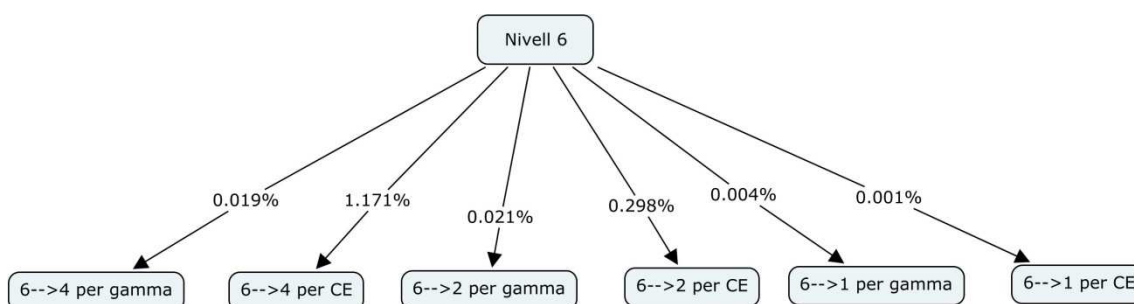 Nivell 6
0.019%
1.171%
0.021%
0.298%
0.004%
0.001%
6-->4 per gamma
6-->4 per CE
6-->2 per gamma
6-->2 per CE
6-->1 per gamma
6-->1 per CE